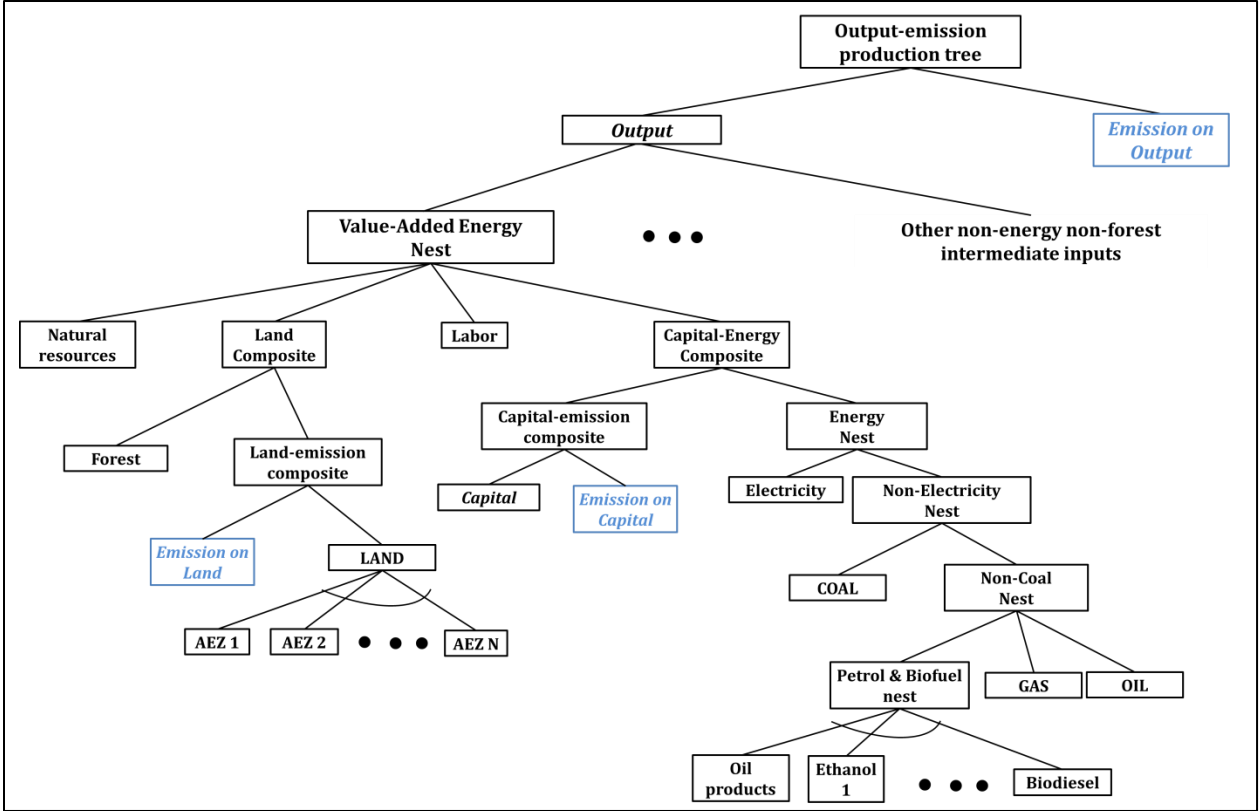 Output-emission
production tree
Output
Emission on
Output
Value-Added Energy
Nest
Other non-energy non-forest
intermediate inputs
Natural
resources
Land
Composite
Labor
Capital-Energy
Composite
Capital-emission
composite
Energy
Nest
Forest
Land-emission
composite
Capital
Emission on
Capital
Electricity
Non-Electricity
Nest
Emission on
Land
LAND
COAL
Non-Coal
Nest
AEZ 1
AEZ 2
AEZ N
Petrol & Biofuel
nest
GAS
OIL
Oil
products
Ethanol
1
Biodiesel